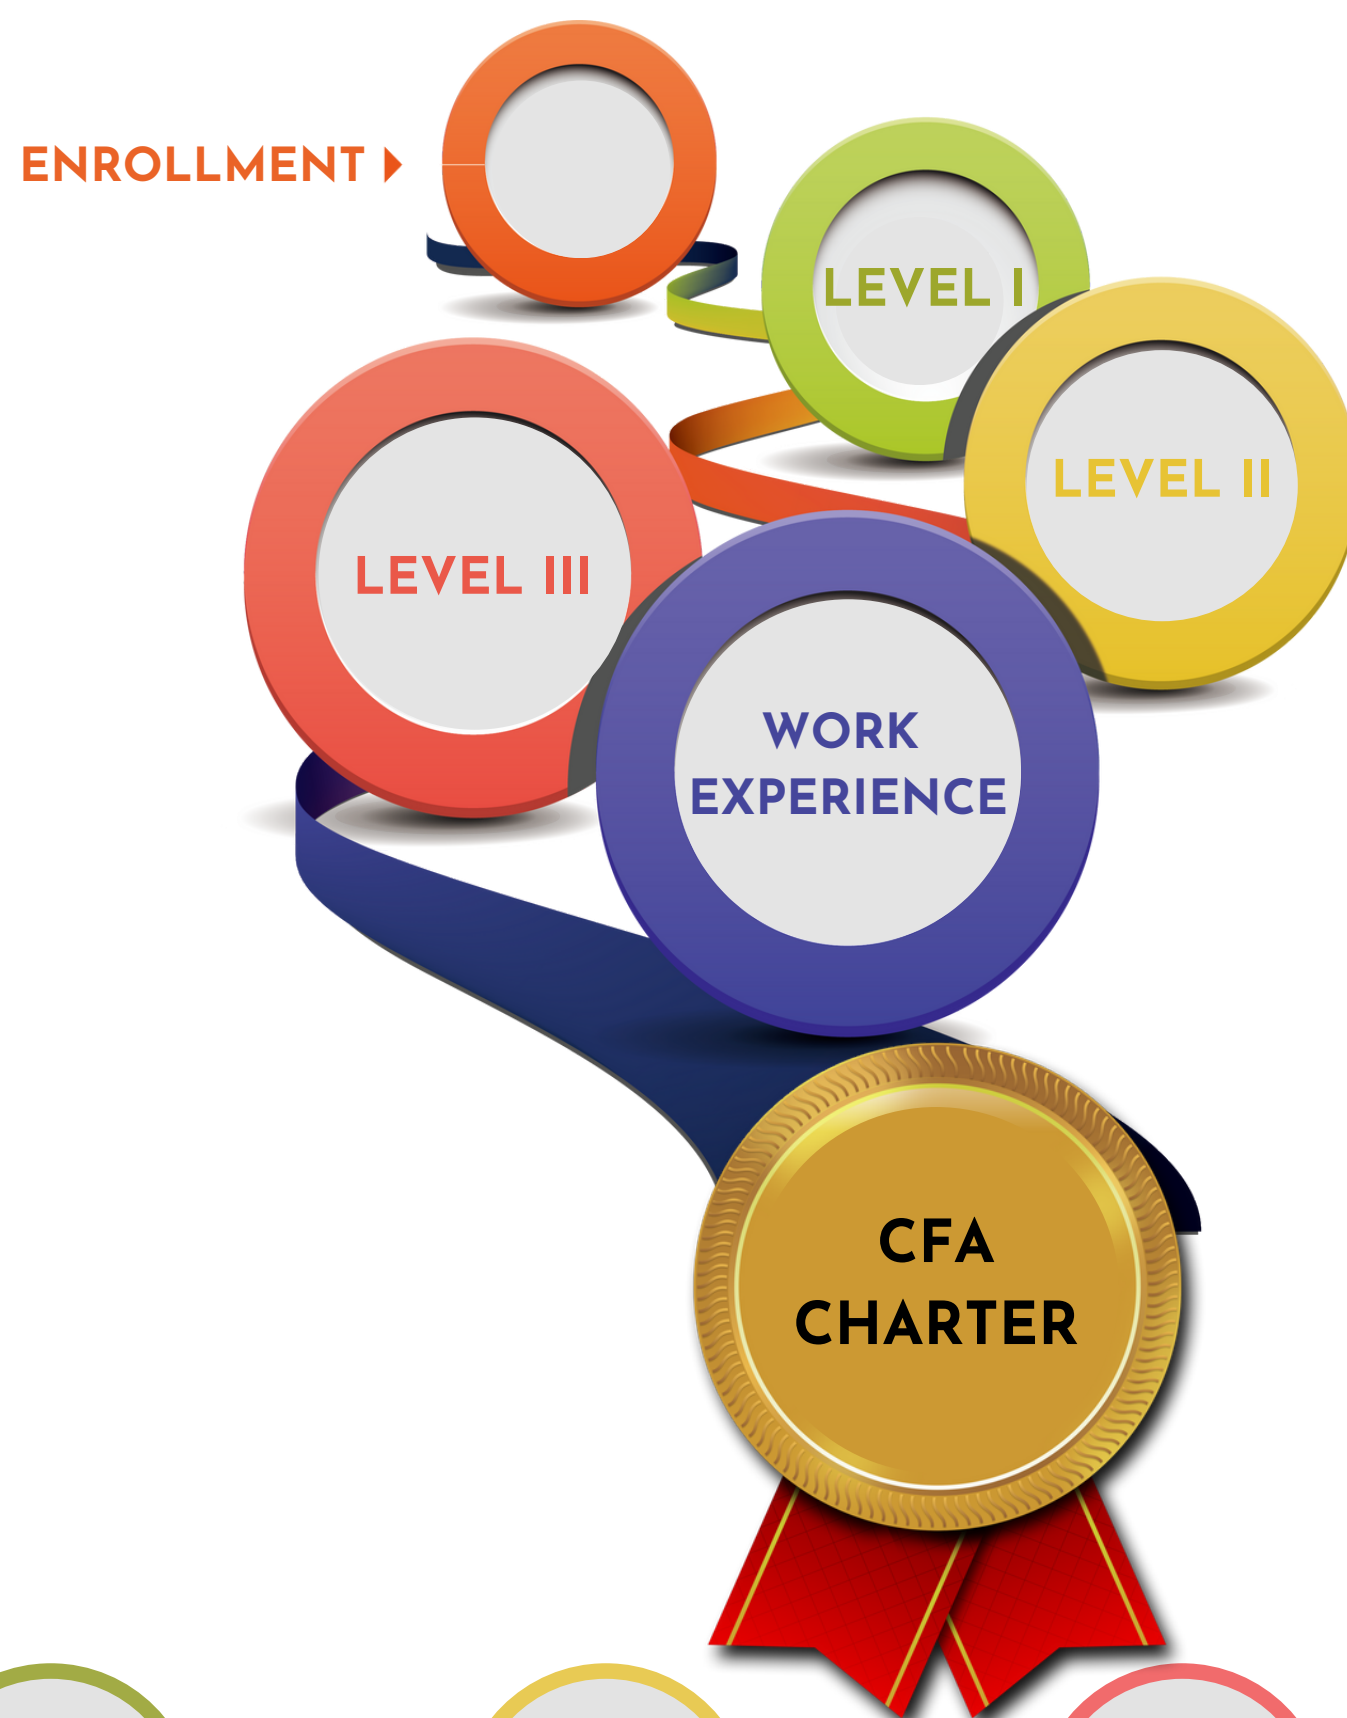 ENROLLMENT
LEVEL I
LEVEL II
LEVEL III
WORK
EXPERIENCE
CFA
CHARTER